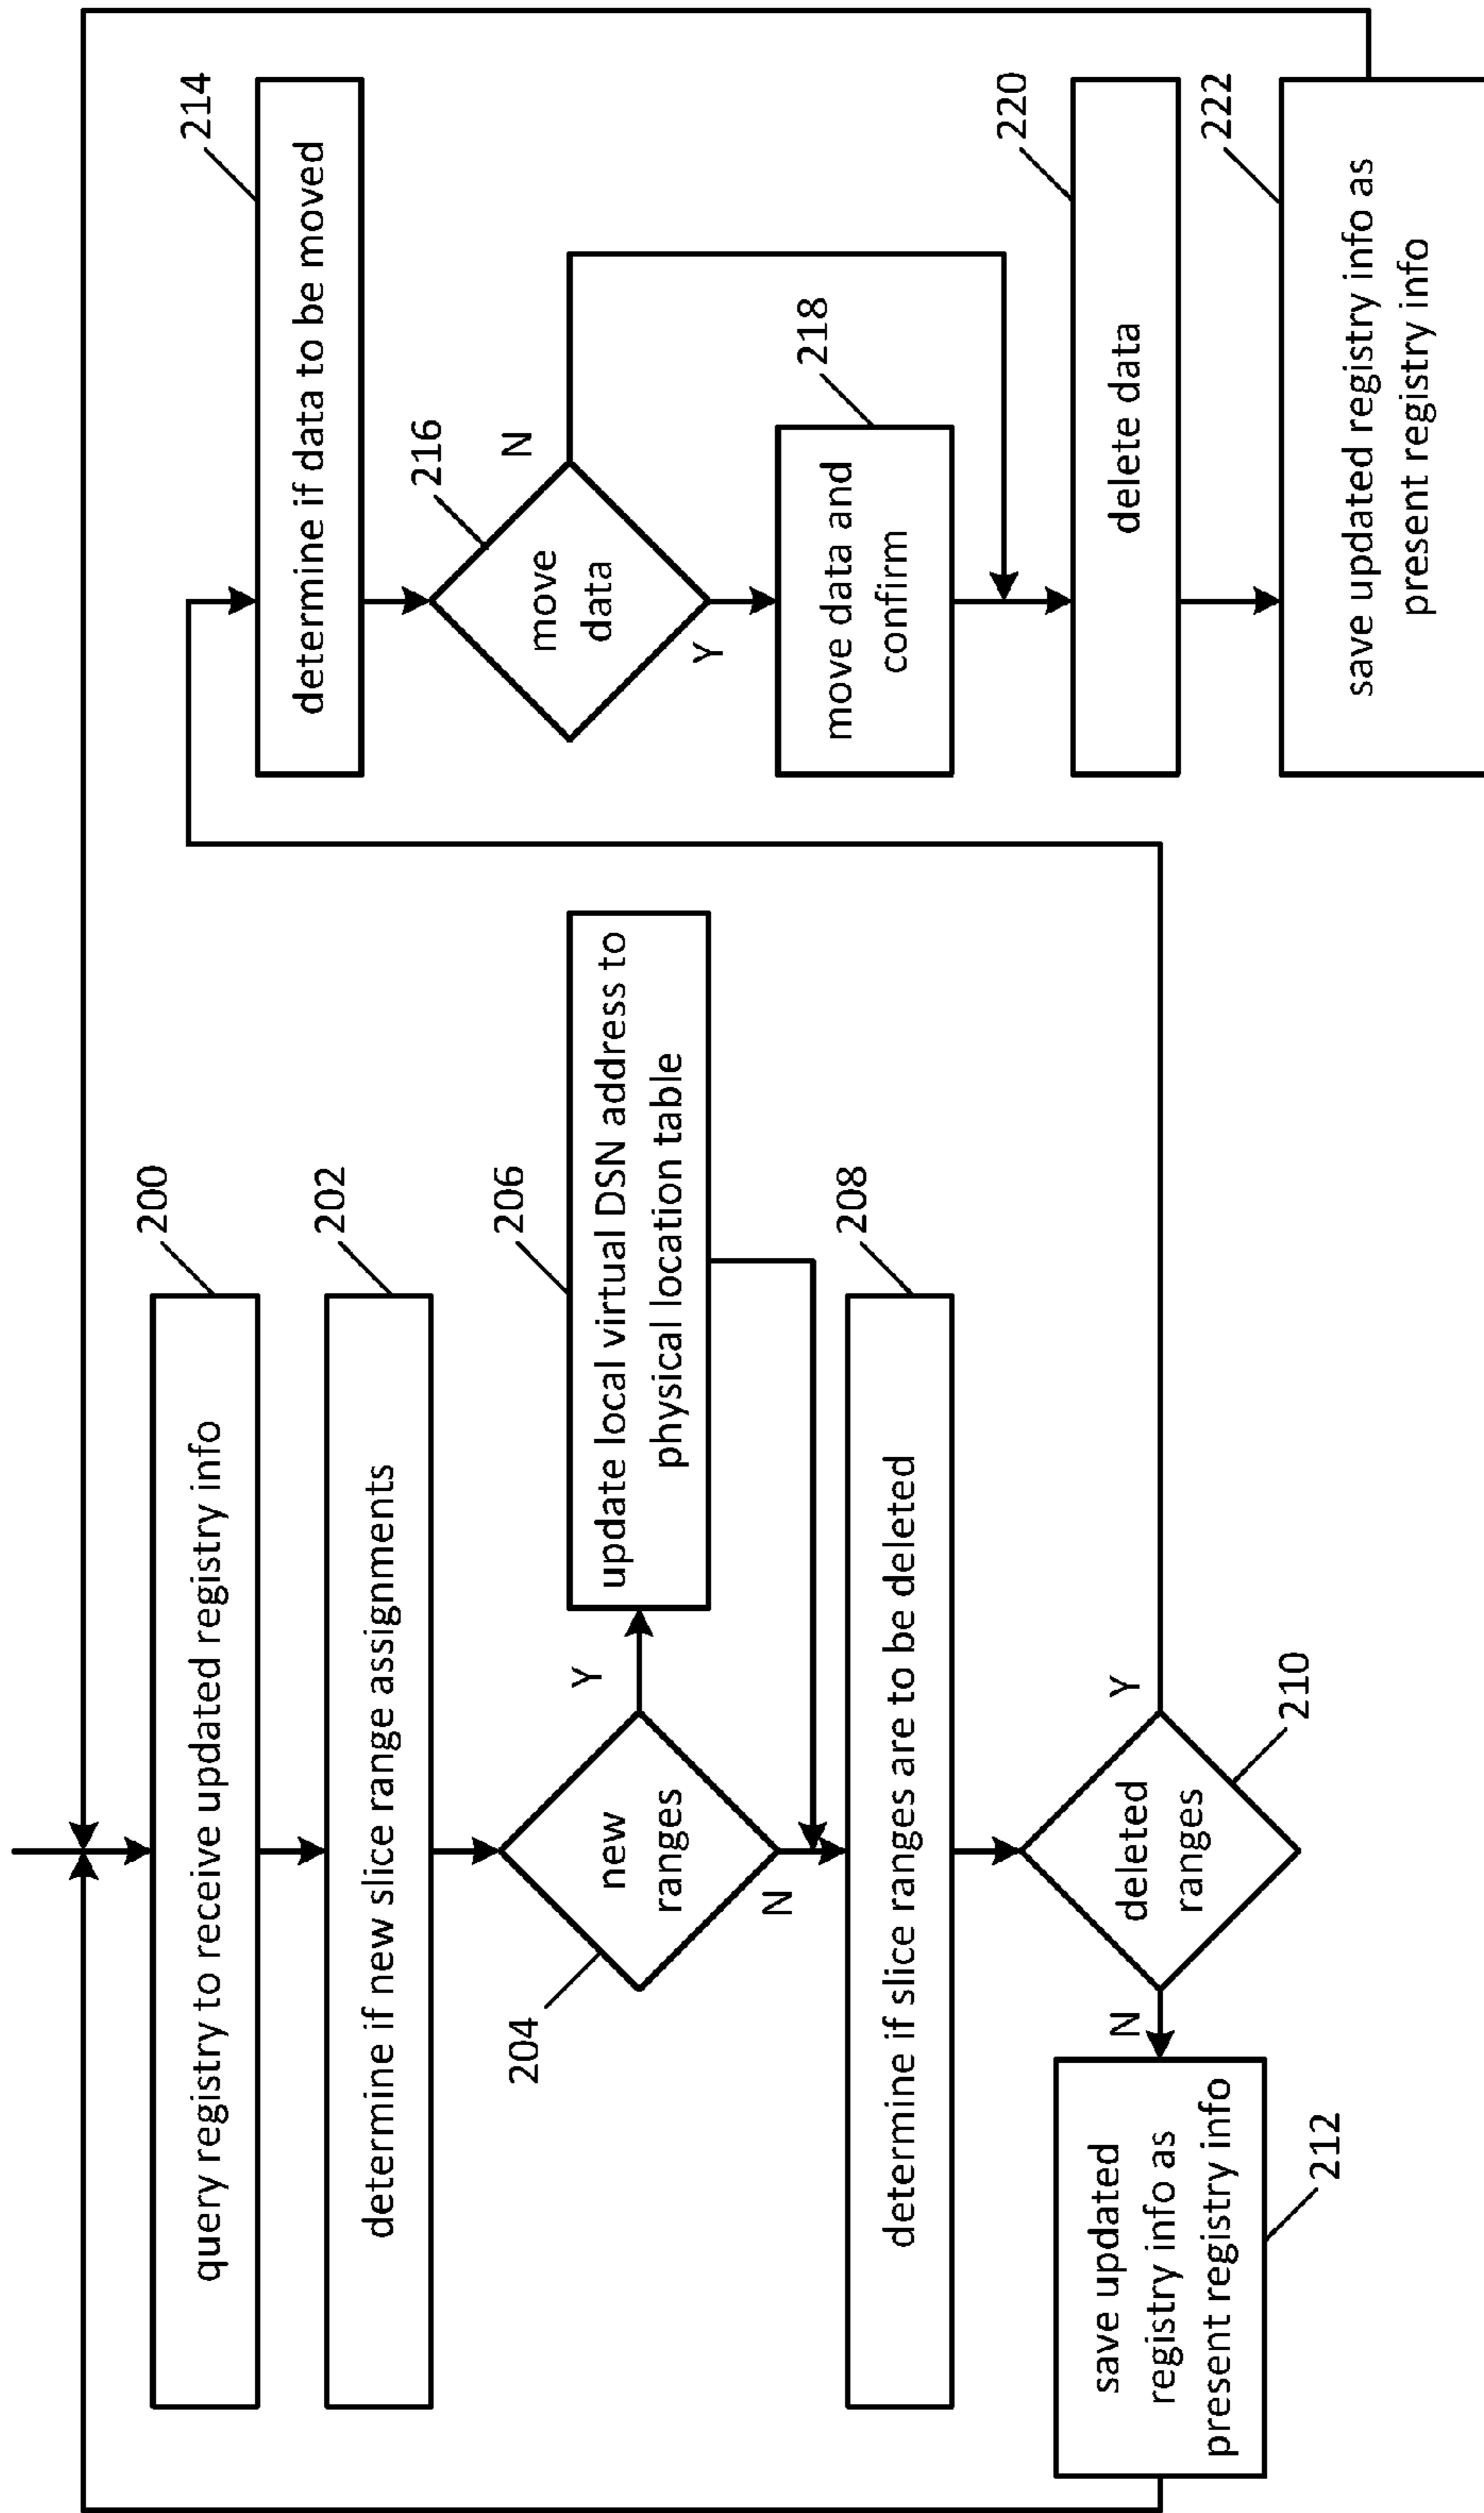 200
query registry to receive updated registry info
202
determine if new slice range assignments
204
new
ranges
Y
N
206
update local virtual DSN address to
physical location table
208
determine if slice ranges are to be deleted
210
deleted
ranges
N
Y
save updated
registry info as
present registry info
212
214
determine if data to be moved
216
move
data
N
Y
218
move data and
confirm
220
delete data
222
save updated registry info as
present registry info